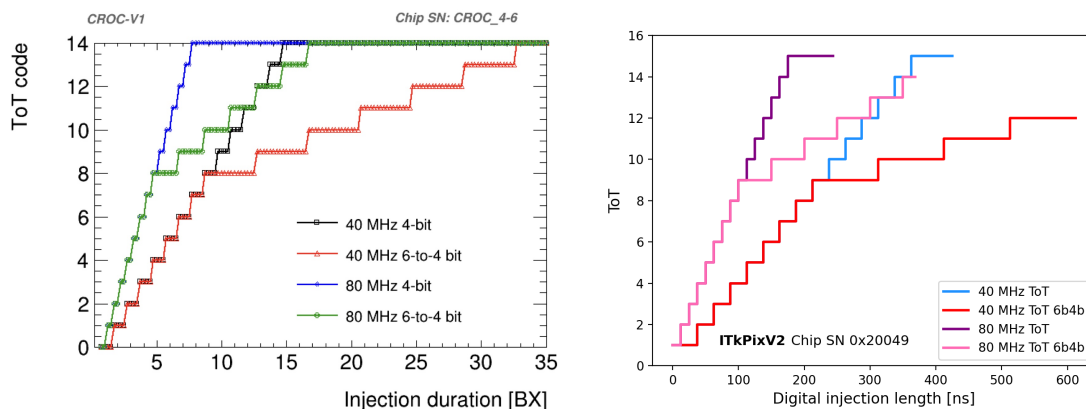 CROC-V1
Chip SN: CROC_4-6
ToT code
14
12
10
8
6
4
2
0
40 MHz 4-bit
40 MHz 6-to-4 bit
80 MHz 4-bit
80 MHz 6-to-4 bit
5 10 15 20 25 30 35
Injection duration [BX]
ToT
16
14
12
10
8
6
4
2
0
40 MHz ToT
40 MHz ToT 6b4b
80 MHz ToT
80 MHz ToT 6b4b
ITkPixV2 Chip SN 0x20049
0 100 200 300 400 500 600
Digital injection length [ns]